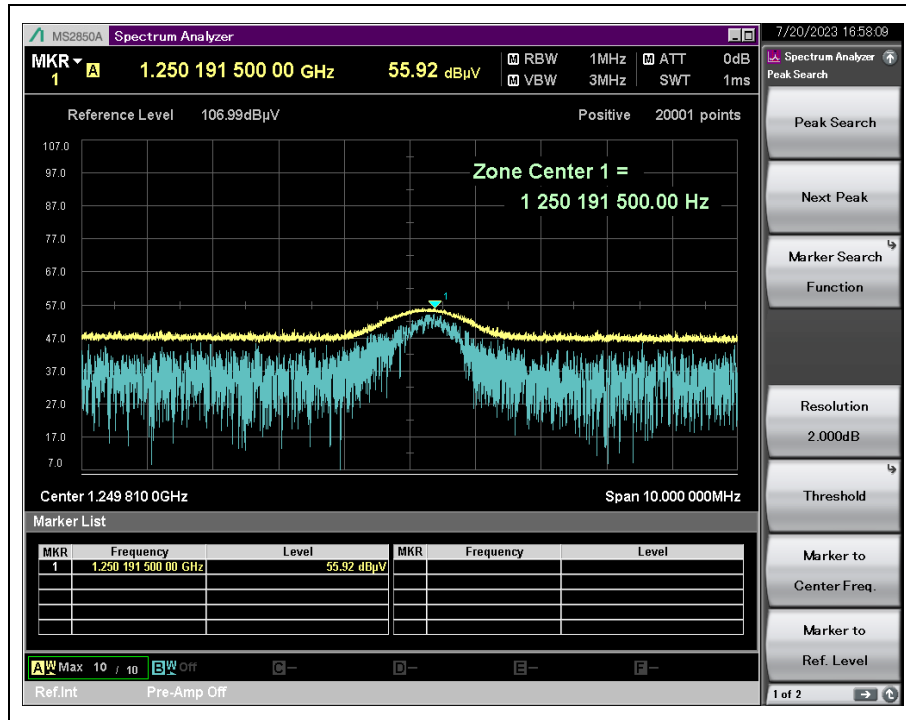 MS2850A Spectrum Analyzer
7/20/2023 16:58:09
MKR 1 A 1.250 191 500 00 GHz 55.92 dBµV
M RBW 1MHz M ATT 0dB
M VBW 3MHz SWT 1ms
Reference Level 106.99dBµV Positive 20001 points
107.0
97.0
87.0
77.0
67.0
57.0
47.0
37.0
27.0
17.0
7.0
Zone Center 1 =
1 250 191 500.00 Hz
1
Center 1.249 810 0GHz Span 10.000 000MHz
Marker List
MKR Frequency Level MKR Frequency Level
1 1.250 191 500 00 GHz 55.92 dBµV
A W Max 10 / 10 B W Off C – D – E – F –
Ref.Int Pre-Amp Off
Spectrum Analyzer
Peak Search
Peak Search
Next Peak
Marker Search
Function
Resolution
2.000dB
Threshold
Marker to
Center Freq.
Marker to
Ref. Level
1 of 2